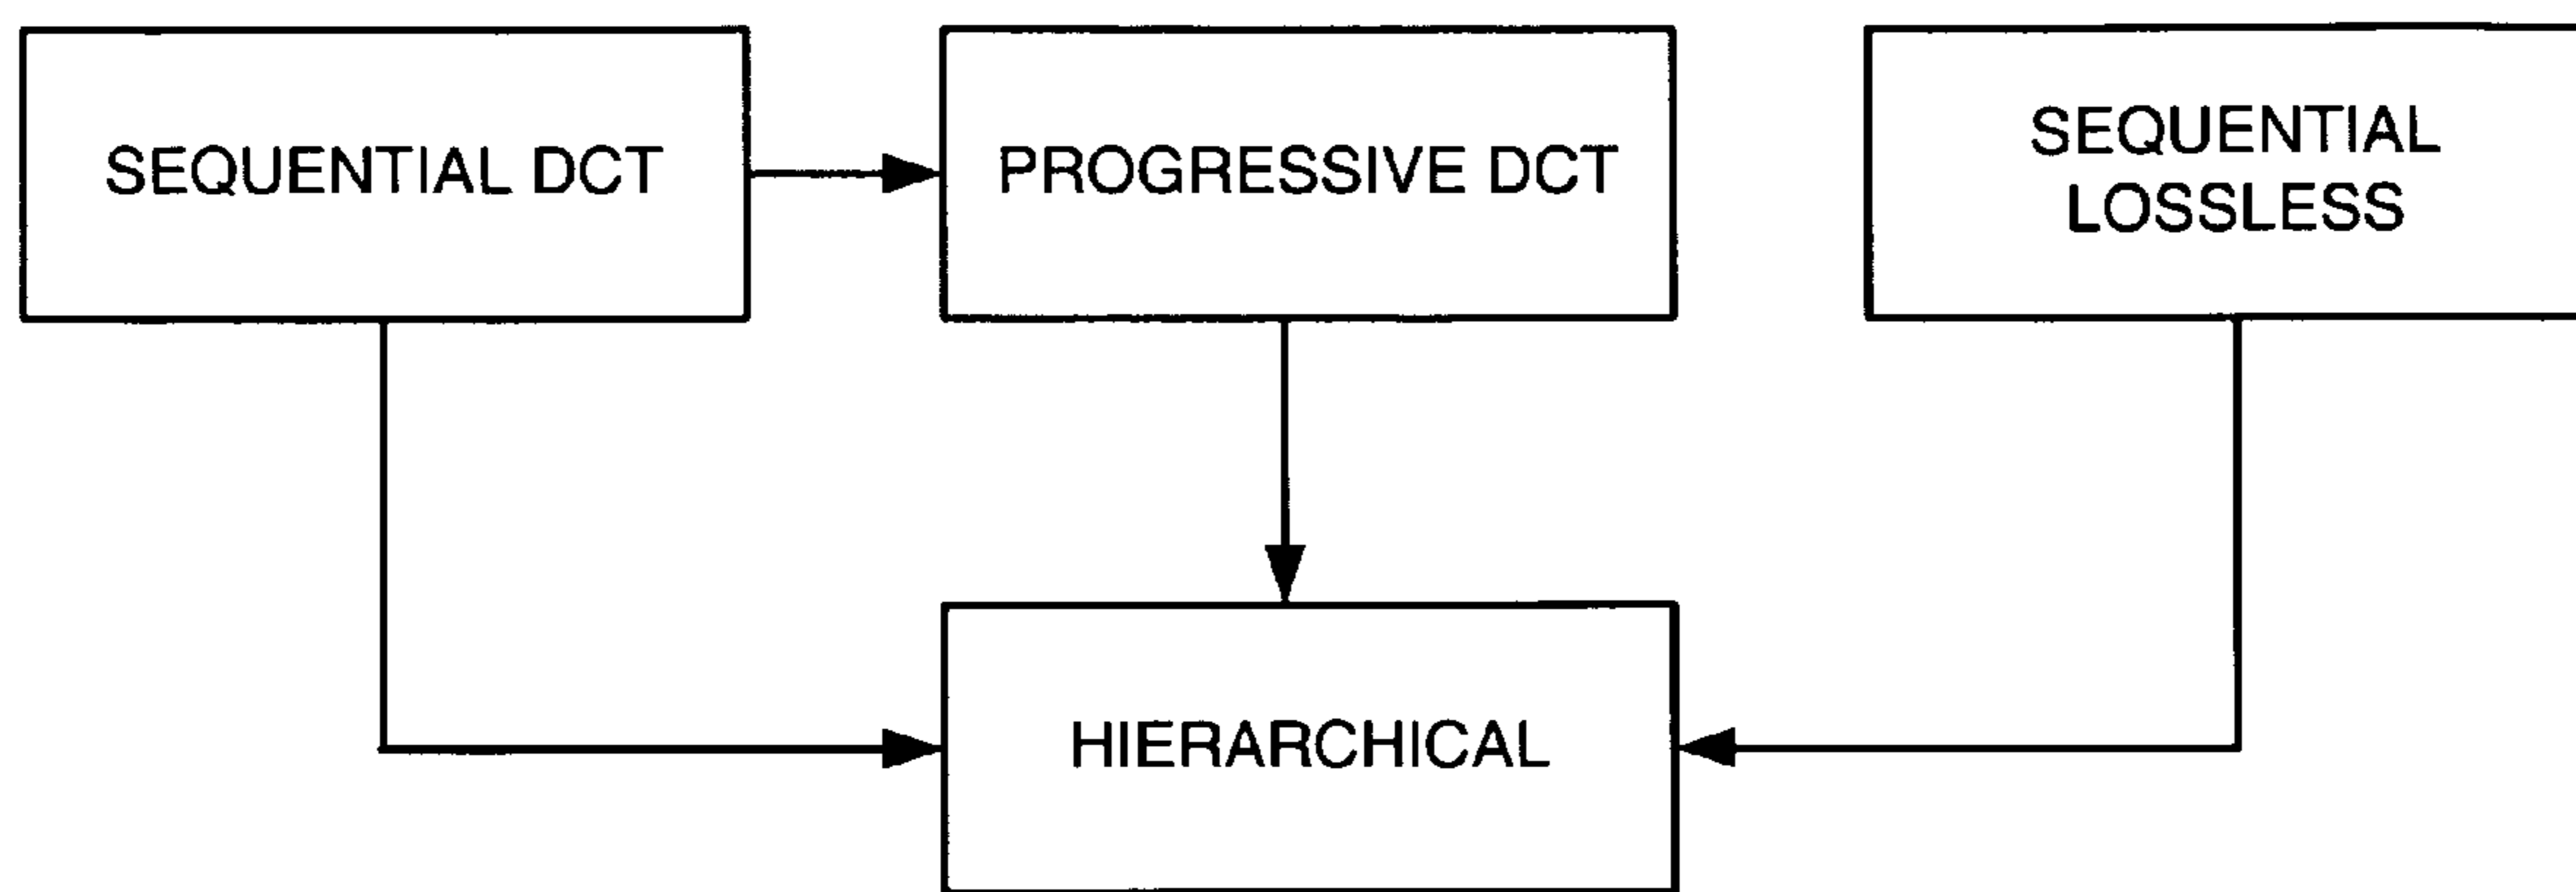 SEQUENTIAL DCT
PROGRESSIVE DCT
SEQUENTIAL
LOSSLESS
HIERARCHICAL